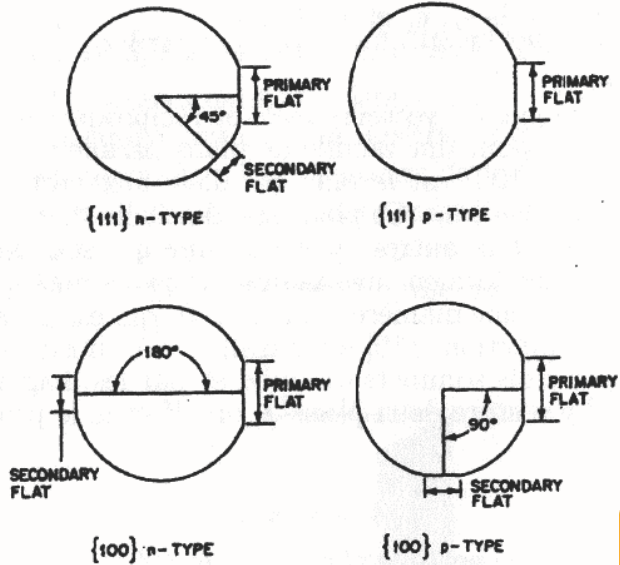 PRIMARY
FLAT
45°
SECONDARY
FLAT
{111} n-TYPE
PRIMARY
FLAT
{111} p-TYPE
180°
PRIMARY
FLAT
SECONDARY
FLAT
{100} n-TYPE
PRIMARY
FLAT
90°
SECONDARY
FLAT
{100} p-TYPE